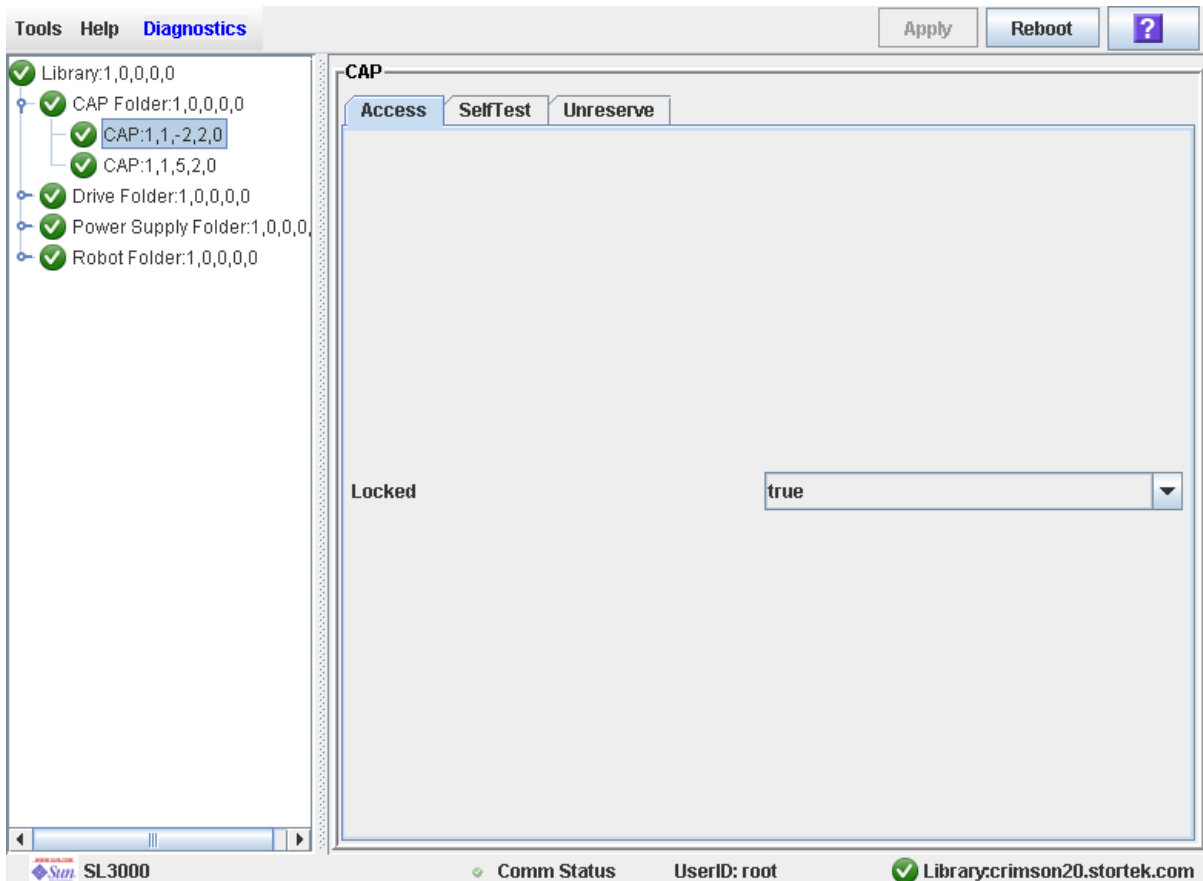 Tools Help Diagnostics Apply Reboot ?
Library:1,0,0,0,0
CAP Folder:1,0,0,0,0
CAP:1,1,-2,2,0
CAP:1,1,5,2,0
Drive Folder:1,0,0,0,0
Power Supply Folder:1,0,0,0,
Robot Folder:1,0,0,0,0
CAP
Access SelfTest Unreserve
Locked true
Sun SL3000 Comm Status UserID: root Library:crimson20.stortek.com